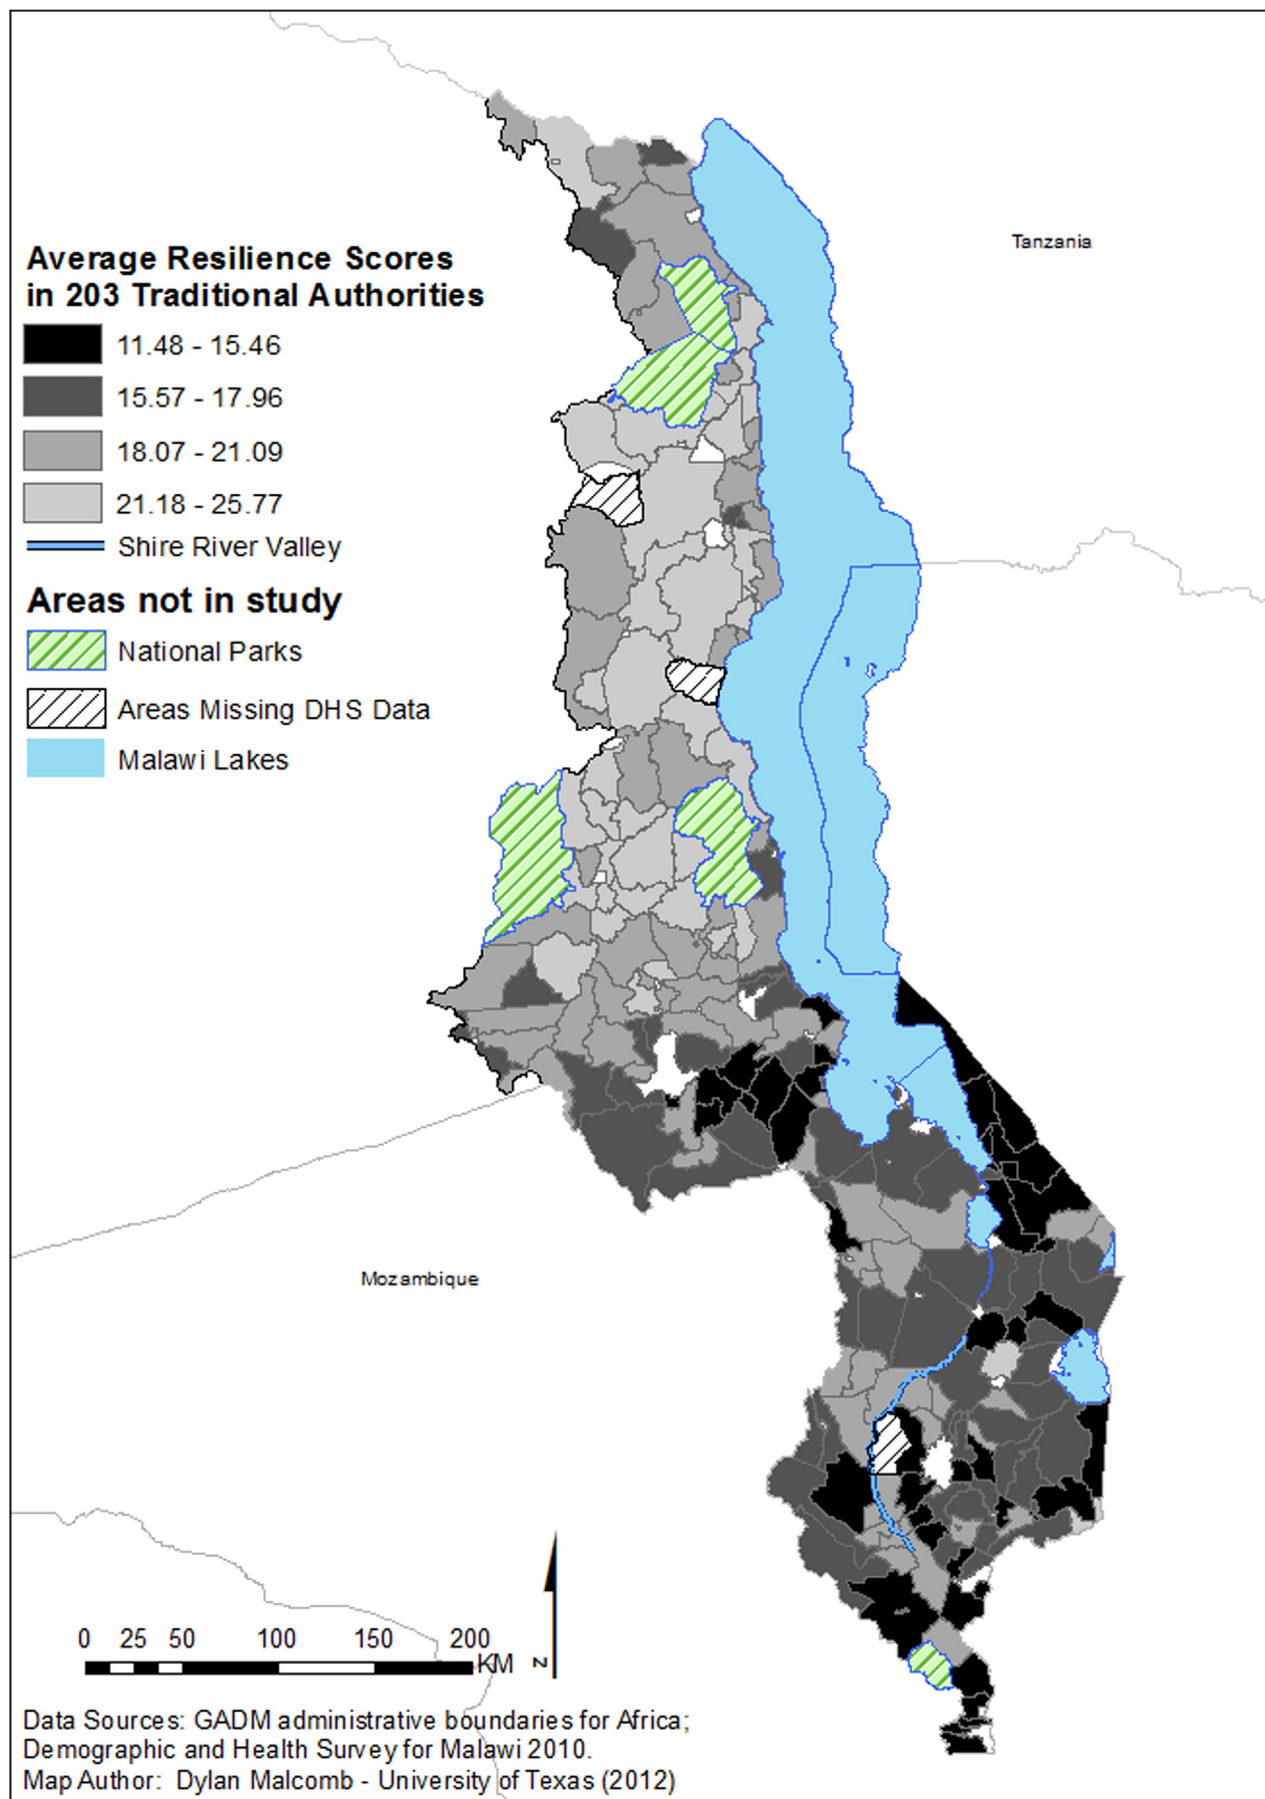 Tanzania
Average Resilience Scores
in 203 Traditional Authorities
11.48 - 15.46
15.57 - 17.96
18.07 - 21.09
21.18 - 25.77
Shire River Valley
Areas not in study
National Parks
Areas Missing DHS Data
Malawi Lakes
Mozambique
0 25 50 100 150 200
KM
N
Data Sources: GADM administrative boundaries for Africa;
Demographic and Health Survey for Malawi 2010.
Map Author: Dylan Malcomb - University of Texas (2012)